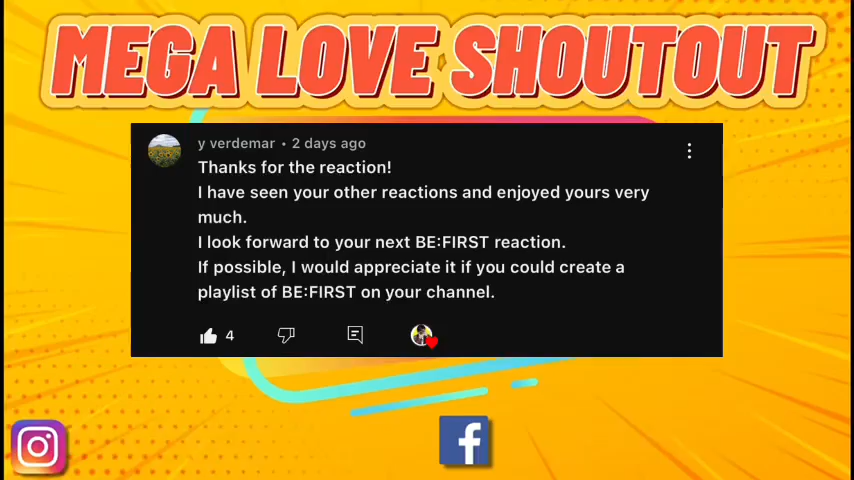 MEGA LOVE SHOUTOUT
y verdemar • 2 days ago
Thanks for the reaction!
I have seen your other reactions and enjoyed yours very
much.
I look forward to your next BE:FIRST reaction.
If possible, I would appreciate it if you could create a
playlist of BE:FIRST on your channel.
4